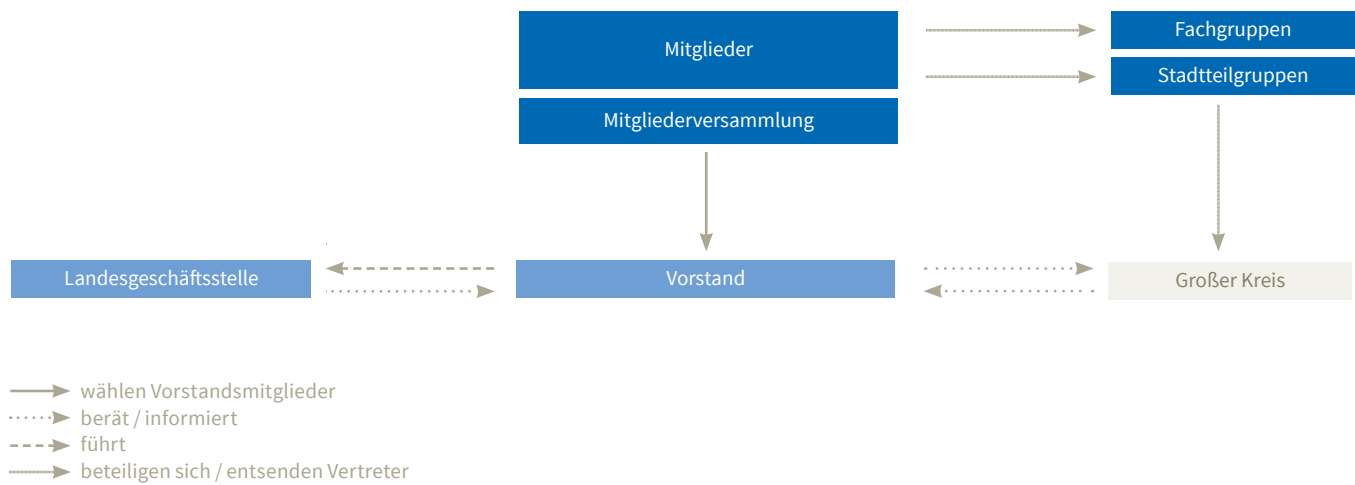 Mitglieder
Fachgruppen
Stadtteilgruppen
Mitgliederversammlung
Landesgeschäftsstelle
Vorstand
Großer Kreis
wählen Vorstandsmitglieder
berät / informiert
führt
beteiligen sich / entsenden Vertreter